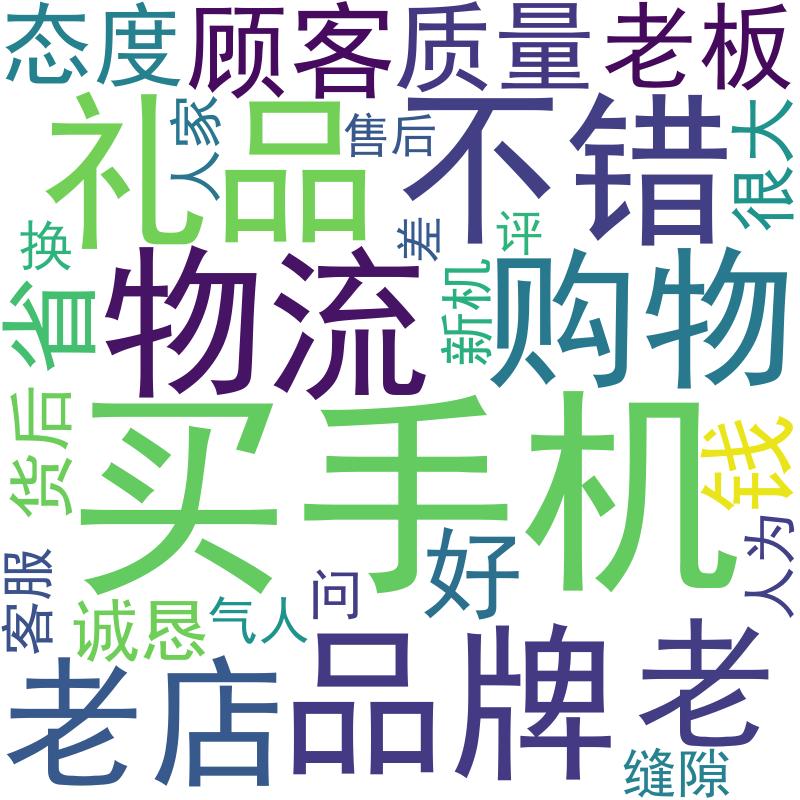 态度
顾客
质量
老板
礼品
人家
售后
不错
很大
换
差
评
物流
新机
购物
省
买手机
货后
钱
人为
客服
好
问
诚恳
气人
老店
品牌
老
缝隙